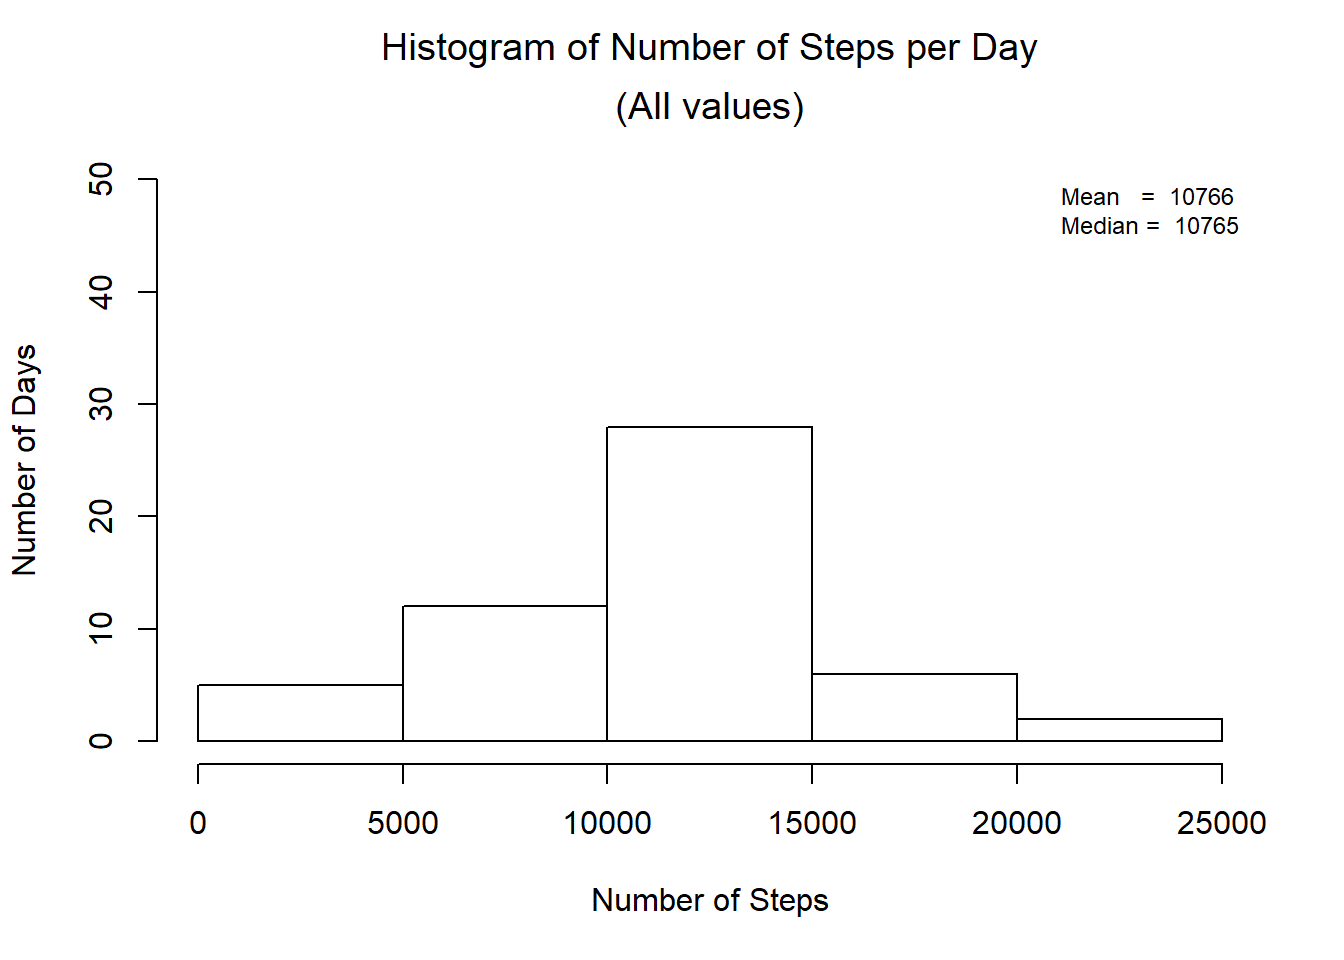 Histogram of Number of Steps per Day
(All values)
Mean = 10766
Median = 10765
50
40
30
20
10
0
Number of Days
0 5000 10000 15000 20000 25000
Number of Steps